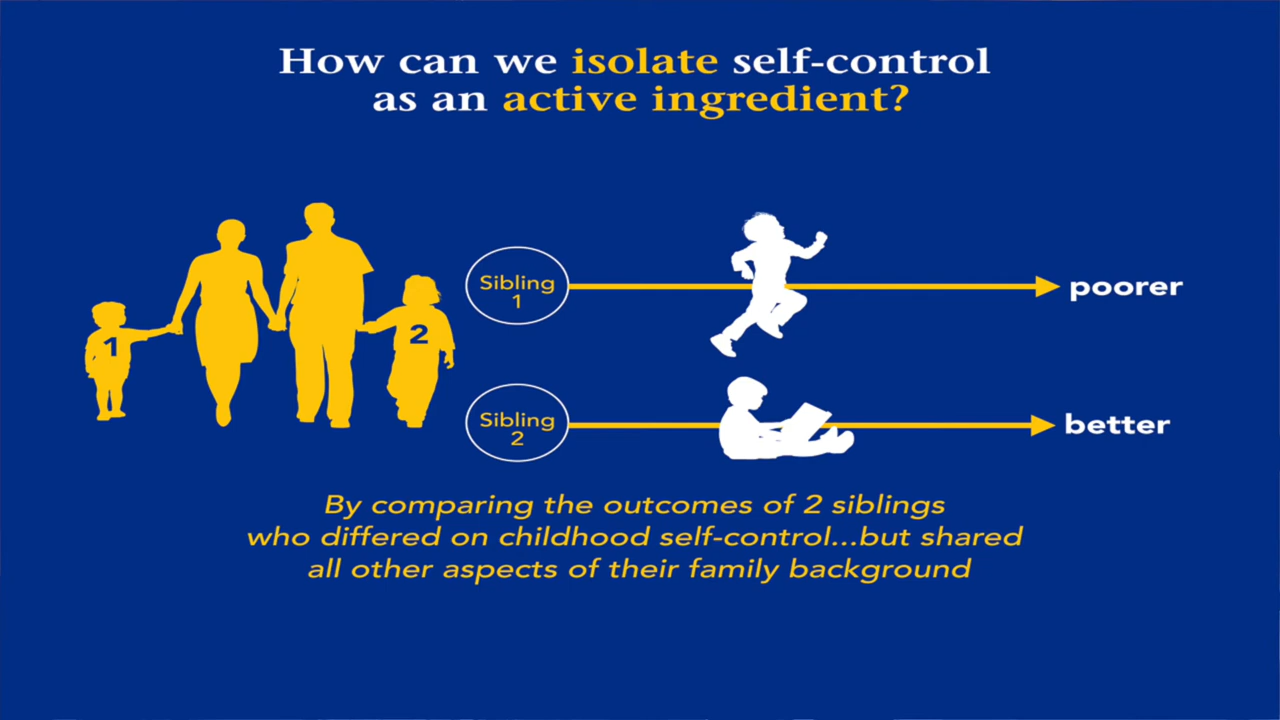 How can we isolate self-control
as an active ingredient?
1
2
Sibling
1
poorer
Sibling
2
better
By comparing the outcomes of 2 siblings
who differed on childhood self-control...but shared
all other aspects of their family background